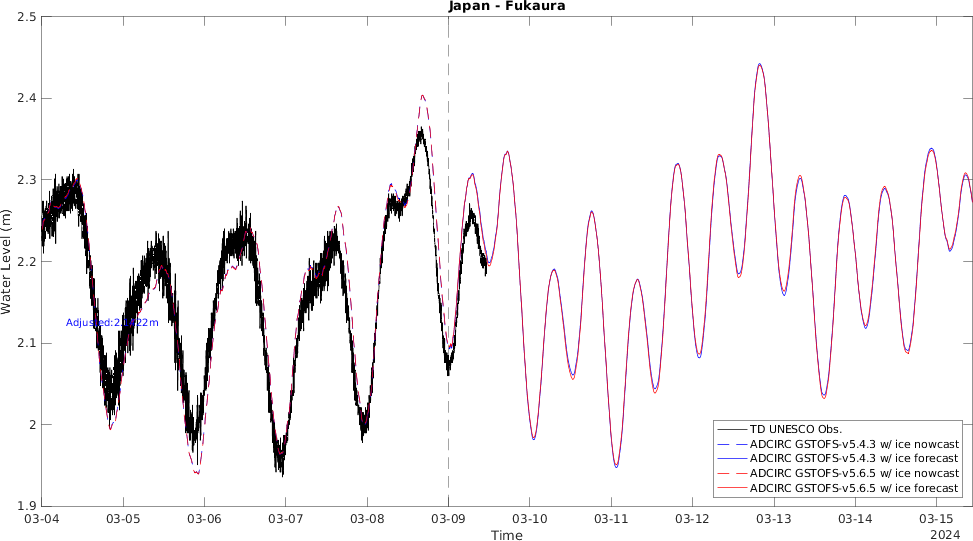 Japan - Fukaura
Water Level (m)
2.5
2.4
2.3
2.2
2.1
2
1.9
03-04
03-05
03-06
03-07
03-08
03-09
03-10
03-11
03-12
03-13
03-14
03-15
2024
Time
TD UNESCO Obs.
ADCIRC GSTOFS-v5.4.3 w/ ice nowcast
ADCIRC GSTOFS-v5.4.3 w/ ice forecast
ADCIRC GSTOFS-v5.6.5 w/ ice nowcast
ADCIRC GSTOFS-v5.6.5 w/ ice forecast